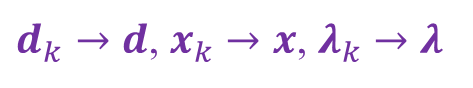 𝒅ₖ → 𝒅, 𝒙ₖ → 𝒙, 𝝀ₖ → 𝝀